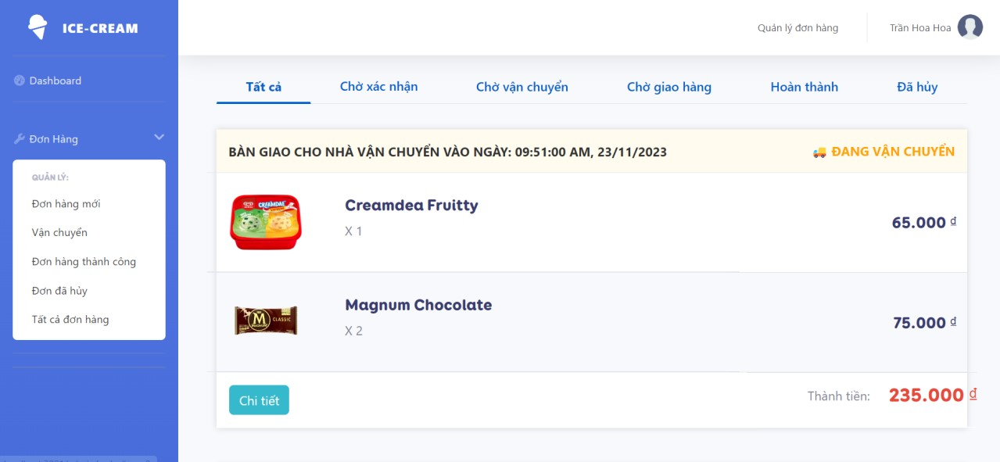 ICE-CREAM
Quản lý đơn hàng
Trần Hoa Hoa
Dashboard
Đơn Hàng
QUẢN LÝ:
Đơn hàng mới
Vận chuyển
Đơn hàng thành công
Đơn đã hủy
Tất cả đơn hàng
Tất cả
Chờ xác nhận
Chờ vận chuyển
Chờ giao hàng
Hoàn thành
Đã hủy
BÀN GIAO CHO NHÀ VẬN CHUYỂN VÀO NGÀY: 09:51:00 AM, 23/11/2023
ĐANG VẬN CHUYỂN
CREAMDAE
Creamdea Fruitty
X 1
65.000 ₫
M
MAGNUM
CLASSIC
Magnum Chocolate
X 2
75.000 ₫
Chi tiết
Thành tiền:
235.000 ₫